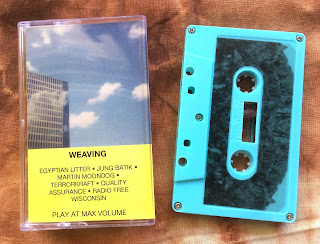 WEAVING
EGYPTIAN LITTER • JUNG BATIK •
MARTIN MOONDOG •
TERRORKRAFT • QUALITY
ASSURANCE • RADIO FREE
WISCONSIN
PLAY AT MAX VOLUME